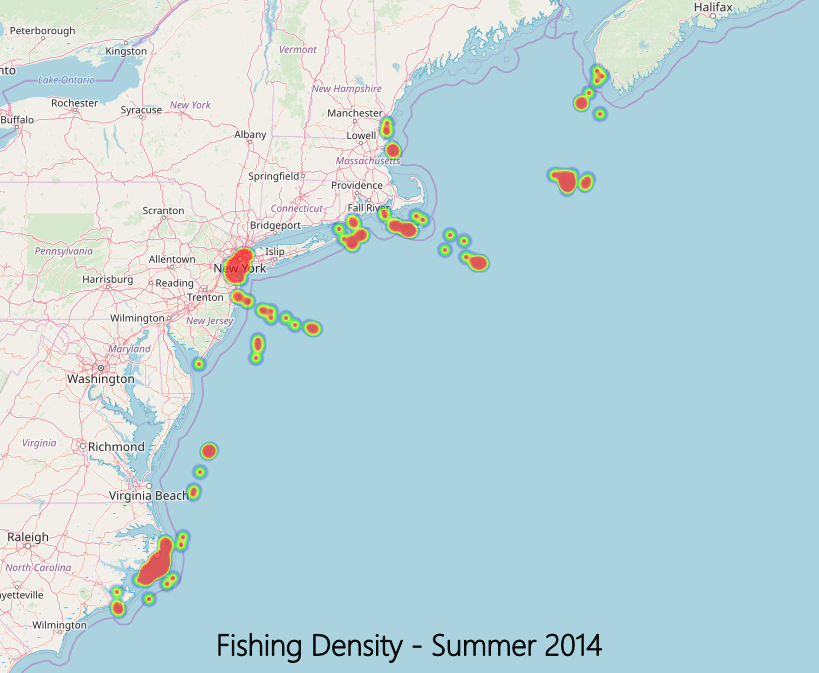 Halifax
Peterborough
Kingston
Vermont
nto
Lake Ontario
New Hampshire
Rochester
Syracuse
New York
Manchester
Buffalo
Albany
Lowell
Massachusetts
Springfield
Providence
Scranton
Connecticut
Fall River
Bridgeport
Pennsylvania
Allentown
Islip
New York
Harrisburg
Reading
Trenton
Wilmington
New Jersey
Maryland
Washington
Virginia
Richmond
Virginia Beach
Raleigh
North Carolina
ayetteville
Wilmington
Fishing Density - Summer 2014